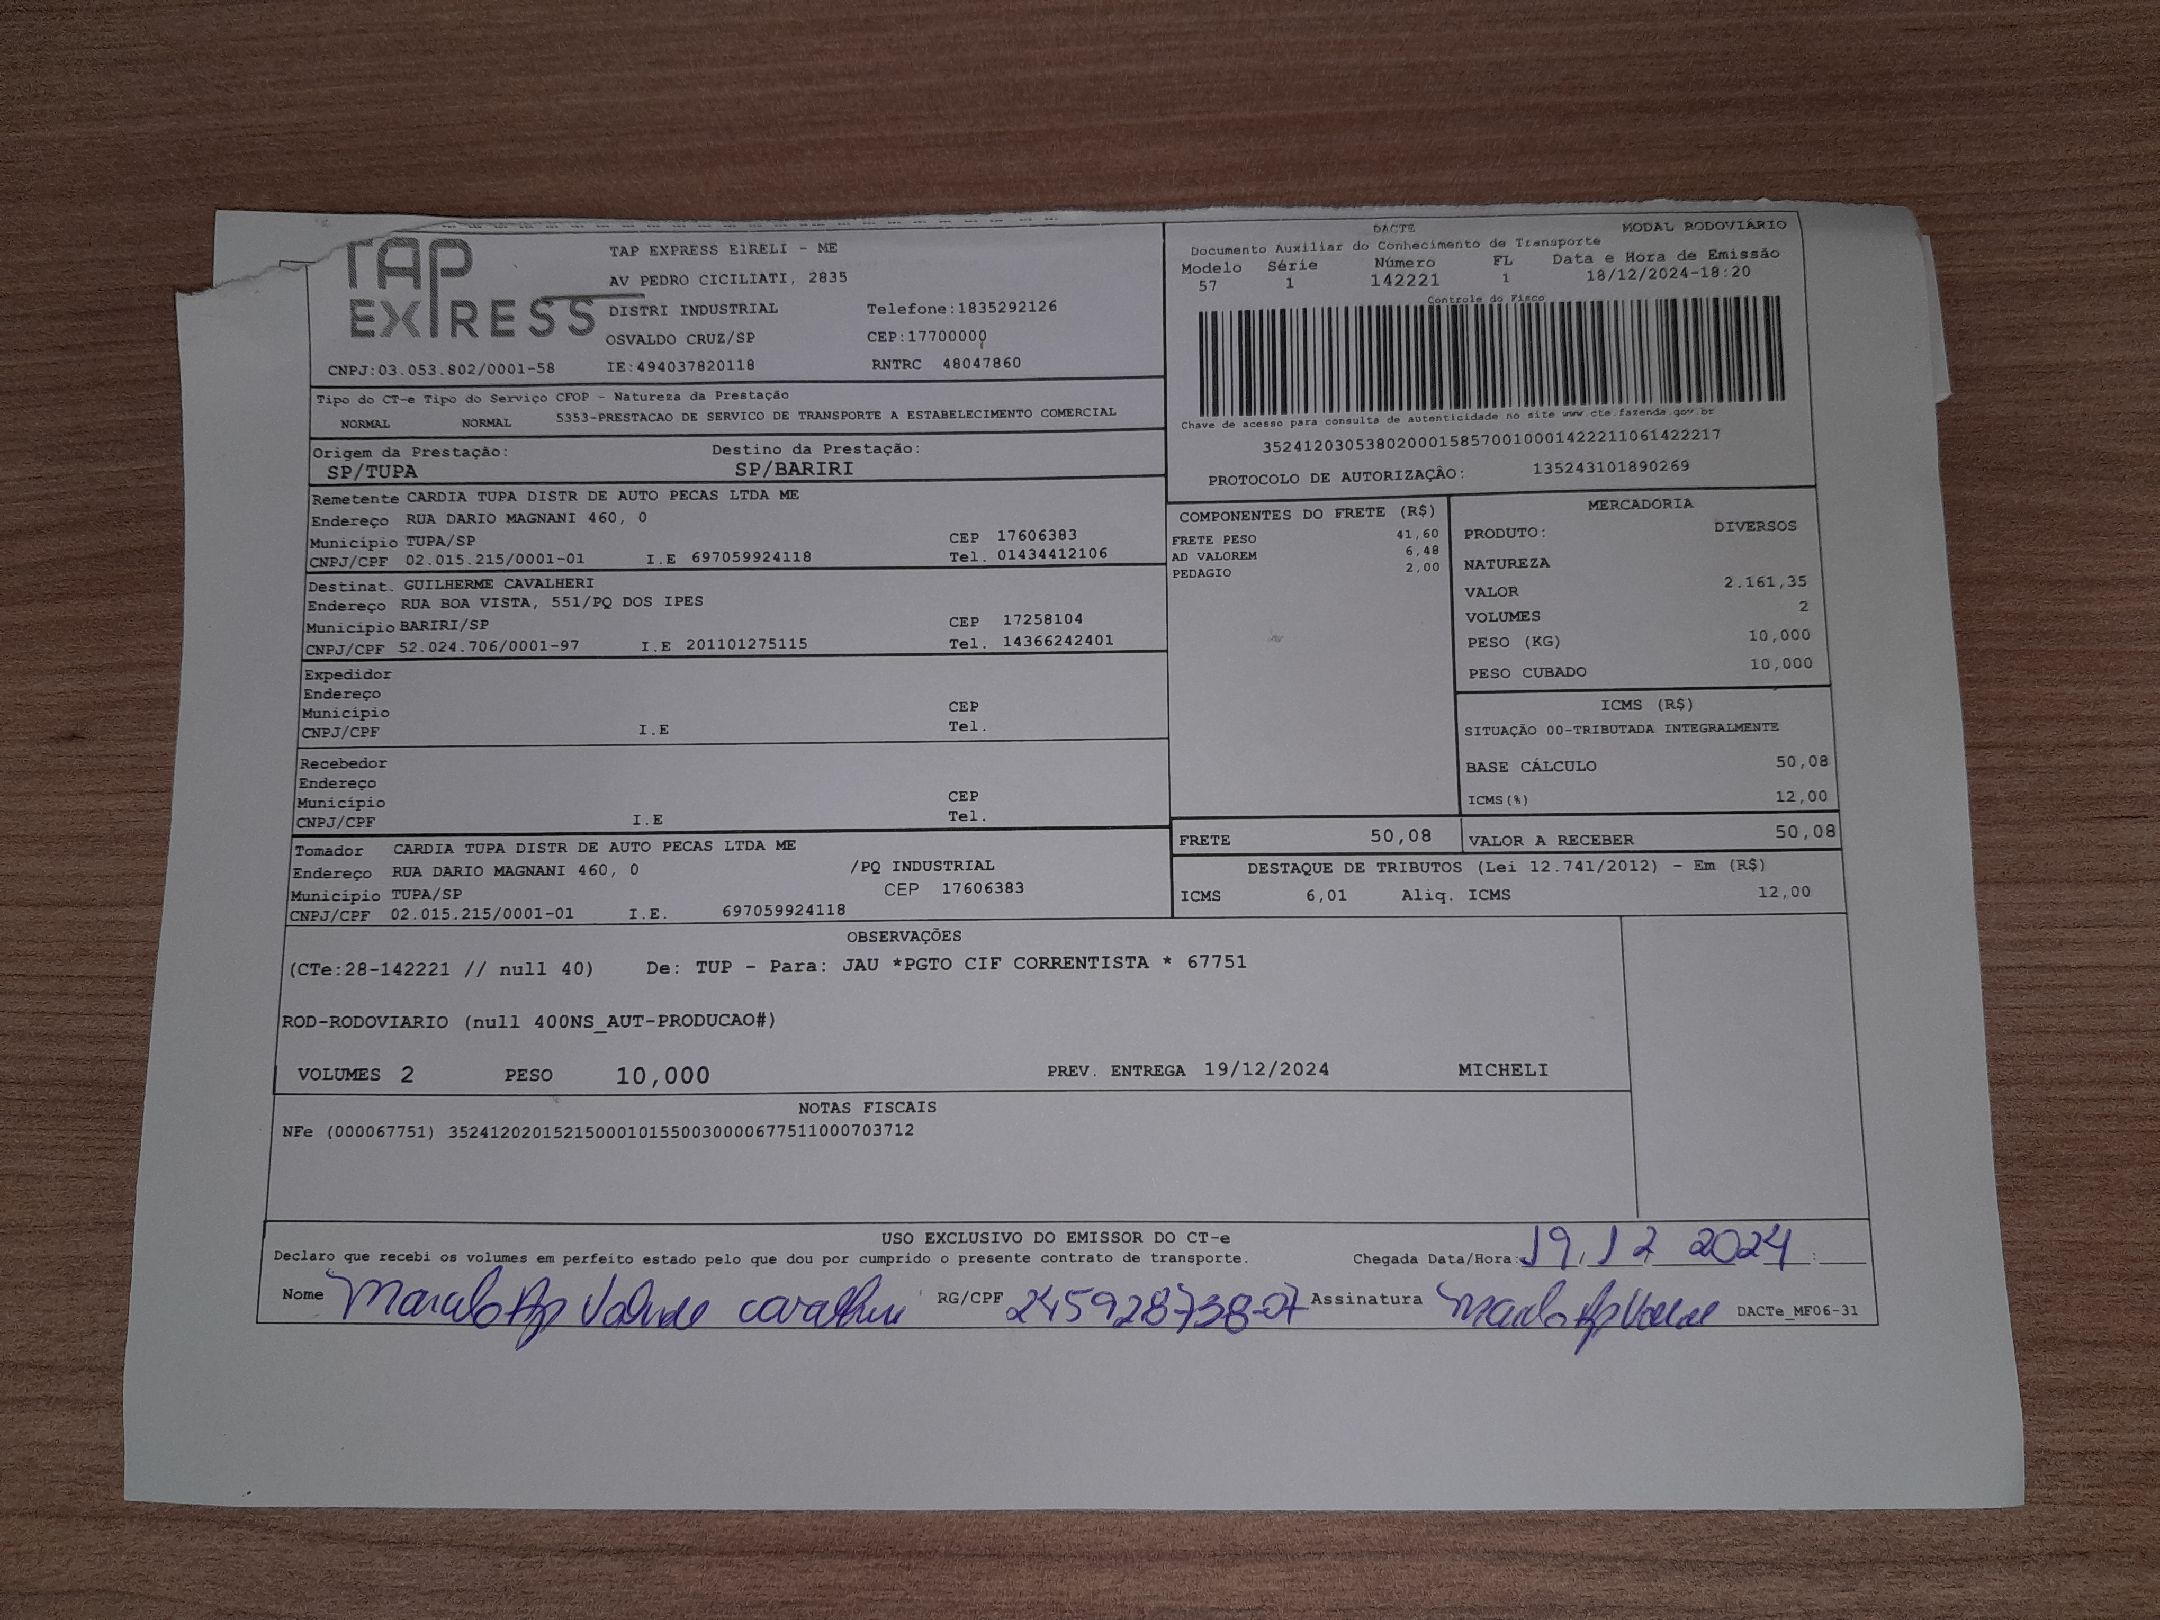 TAP EXPRESS
TAP EXPRESS E1RELI - ME
AV PEDRO CICILIATI, 2835
DISTRI INDUSTRIAL Telefone:1835292126
OSVALDO CRUZ/SP CEP:17700000
CNPJ:03.053.802/0001-58 IE:494037820118 RNTRC 48047860
DACTE MODAL RODOVIÁRIO
Documento Auxiliar do Conhecimento de Transporte
Modelo Série Número FL Data e Hora de Emissão
57 1 142221 1 18/12/2024-18:20
Controle do Fisco
Chave de acesso para consulta de autenticidade no site www.cte.fazenda.gov.br
35241203053802000158570010001422211061422217
PROTOCOLO DE AUTORIZAÇÃO: 135243101890269
Tipo do CT-e Tipo do Serviço CFOP - Natureza da Prestação
NORMAL NORMAL 5353-PRESTACAO DE SERVICO DE TRANSPORTE A ESTABELECIMENTO COMERCIAL
Origem da Prestação: Destino da Prestação:
SP/TUPA SP/BARIRI
Remetente CARDIA TUPA DISTR DE AUTO PECAS LTDA ME
Endereço RUA DARIO MAGNANI 460, 0
Município TUPA/SP CEP 17606383
CNPJ/CPF 02.015.215/0001-01 I.E 697059924118 Tel. 01434412106
Destinat. GUILHERME CAVALHERI
Endereço RUA BOA VISTA, 551/PQ DOS IPES
Município BARIRI/SP CEP 17258104
CNPJ/CPF 52.024.706/0001-97 I.E 201101275115 Tel. 14366242401
Expedidor
Endereço
Município CEP
CNPJ/CPF I.E Tel.
Recebedor
Endereço
Município CEP
CNPJ/CPF I.E Tel.
Tomador CARDIA TUPA DISTR DE AUTO PECAS LTDA ME
Endereço RUA DARIO MAGNANI 460, 0 /PQ INDUSTRIAL
Município TUPA/SP CEP 17606383
CNPJ/CPF 02.015.215/0001-01 I.E. 697059924118
COMPONENTES DO FRETE (R$)
FRETE PESO 41,60
AD VALOREM 6,48
PEDAGIO 2,00
MERCADORIA
PRODUTO: DIVERSOS
NATUREZA
VALOR 2.161,35
VOLUMES 2
PESO (KG) 10,000
PESO CUBADO 10,000
ICMS (R$)
SITUAÇÃO 00-TRIBUTADA INTEGRALMENTE
BASE CÁLCULO 50,08
ICMS(%) 12,00
FRETE 50,08 VALOR A RECEBER 50,08
DESTAQUE DE TRIBUTOS (Lei 12.741/2012) - Em (R$)
ICMS 6,01 Aliq. ICMS 12,00
OBSERVAÇÕES
(CTe:28-142221 // null 40) De: TUP - Para: JAU *PGTO CIF CORRENTISTA * 67751
ROD-RODOVIARIO (null 400NS_AUT-PRODUCAO#)
VOLUMES 2 PESO 10,000 PREV. ENTREGA 19/12/2024 MICHELI
NOTAS FISCAIS
NFe (000067751) 35241202015215000101550030000677511000703712
USO EXCLUSIVO DO EMISSOR DO CT-e
Declaro que recebi os volumes em perfeito estado pelo que dou por cumprido o presente contrato de transporte. Chegada Data/Hora: 19.12 2024 :
Nome Marcelo Ap RG/CPF 245928738-07 Assinatura Marcelo Ap DACTe_MF06-31